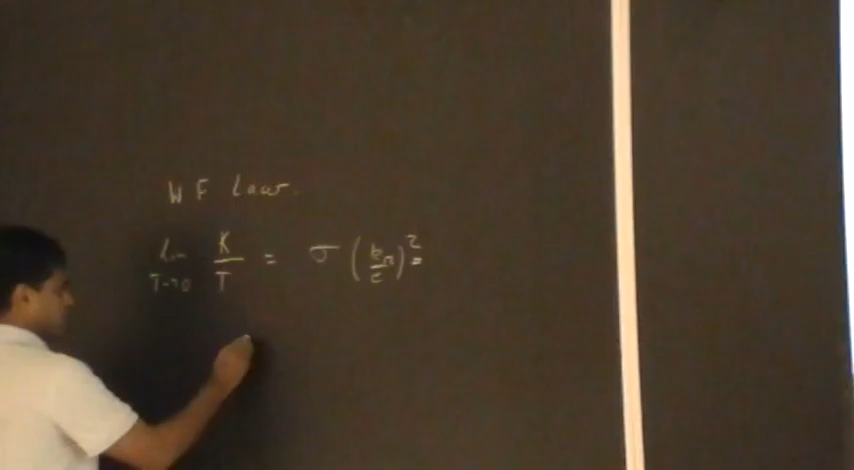 W F Law.
lim T→0 K/T = σ (k_B/e)^2 =